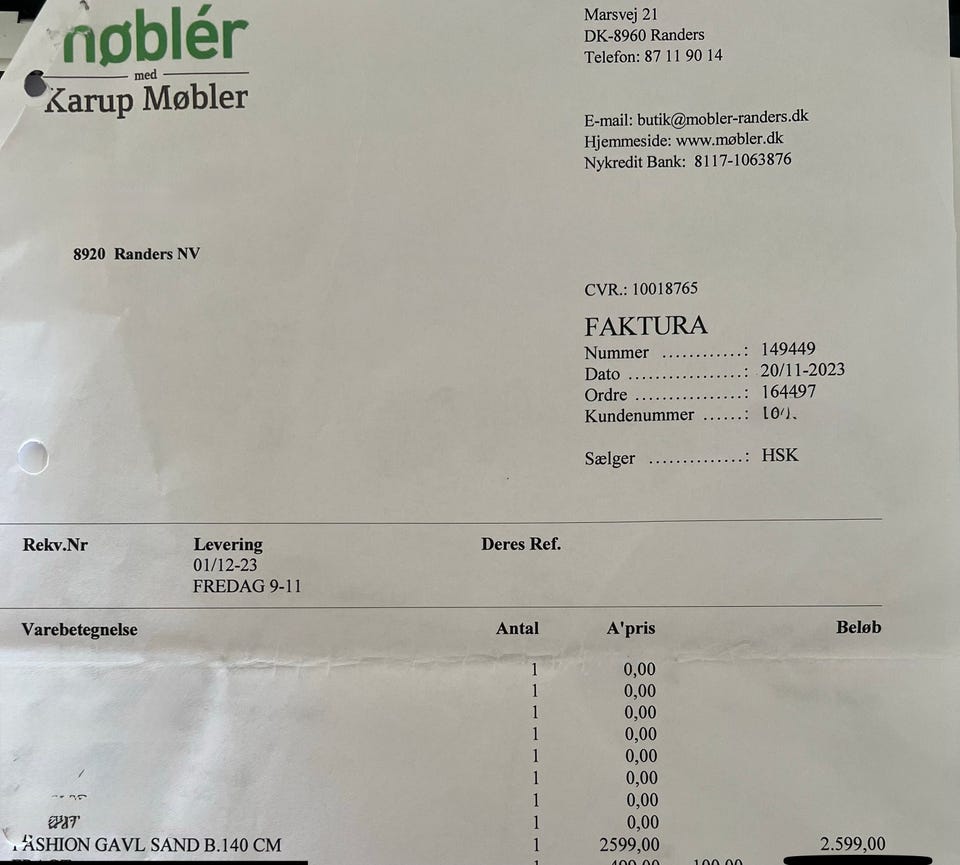 møblér
med
Karup Møbler
Marsvej 21
DK-8960 Randers
Telefon: 87 11 90 14
E-mail: butik@mobler-randers.dk
Hjemmeside: www.møbler.dk
Nykredit Bank: 8117-1063876
8920 Randers NV
CVR.: 10018765
FAKTURA
Nummer ............: 149449
Dato .................: 20/11-2023
Ordre ................: 164497
Kundenummer ......:
Sælger ..............: HSK
Rekv.Nr Levering Deres Ref.
01/12-23
FREDAG 9-11
Varebetegnelse Antal A'pris Beløb
1 0,00
1 0,00
1 0,00
1 0,00
1 0,00
1 0,00
1 0,00
1 0,00
FASHION GAVL SAND B.140 CM 1 2599,00 2.599,00